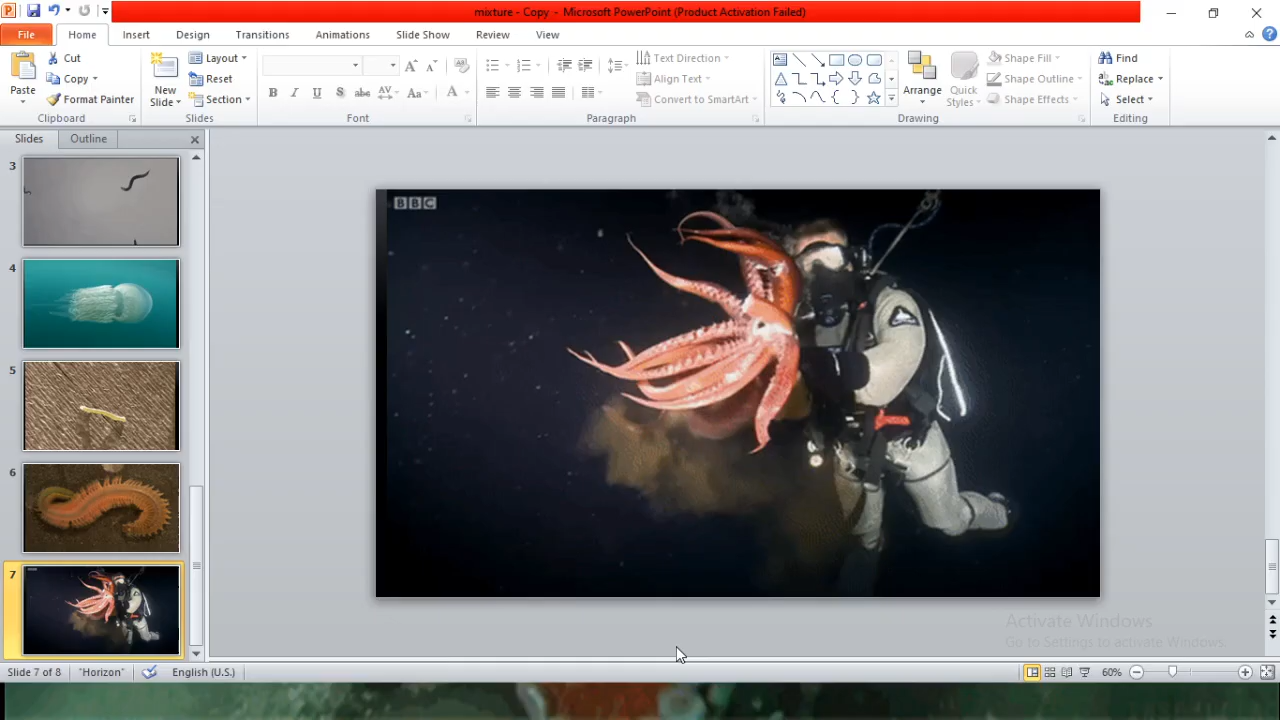 mixture - Copy - Microsoft PowerPoint (Product Activation Failed)
File Home Insert Design Transitions Animations Slide Show Review View
Paste
Cut
Copy
Format Painter
Clipboard
New Slide
Layout
Reset
Section
Slides
Font
Text Direction
Align Text
Convert to SmartArt
Paragraph
Arrange
Quick Styles
Shape Fill
Shape Outline
Shape Effects
Drawing
Find
Replace
Select
Editing
Slides Outline
3
4
5
6
7
BBC
Activate Windows
Go to Settings to activate Windows.
Slide 7 of 8 "Horizon" English (U.S.) 60%